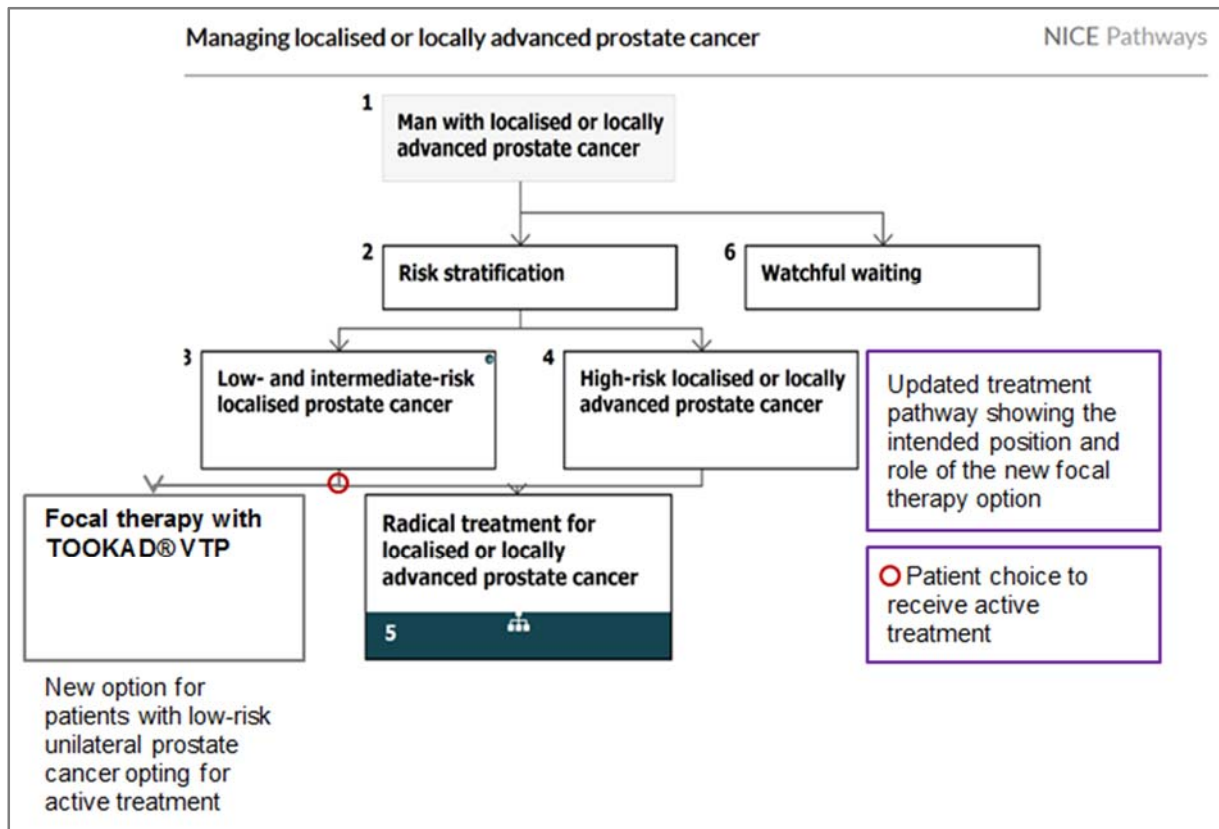 Managing localised or locally advanced prostate cancer
NICE Pathways
1
Man with localised or locally
advanced prostate cancer
2
Risk stratification
6
Watchful waiting
3
Low- and intermediate-risk
localised prostate cancer
4
High-risk localised or locally
advanced prostate cancer
Updated treatment
pathway showing the
intended position and
role of the new focal
therapy option
Focal therapy with
TOOKAD® VTP
Radical treatment for
localised or locally
advanced prostate cancer
5
Patient choice to
receive active
treatment
New option for
patients with low-risk
unilateral prostate
cancer opting for
active treatment